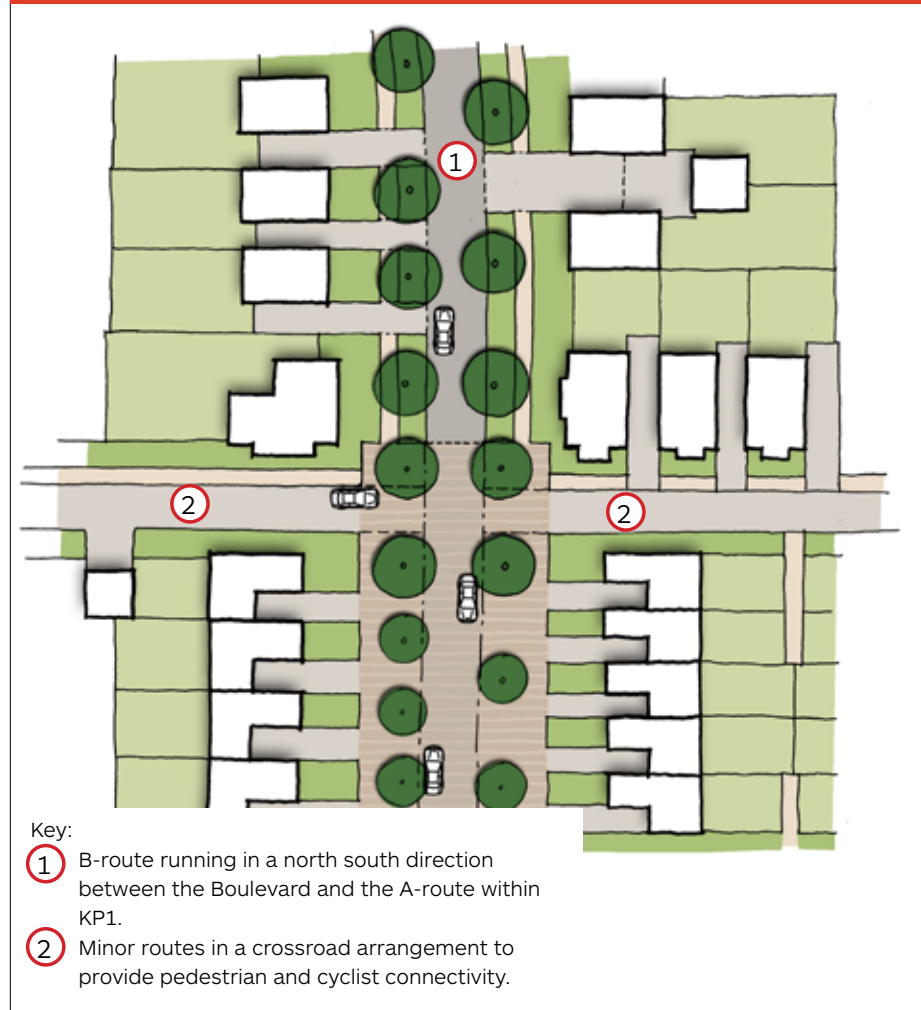 1
2
2
Key:
1 B-route running in a north south direction
between the Boulevard and the A-route within
KP1.
2 Minor routes in a crossroad arrangement to
provide pedestrian and cyclist connectivity.